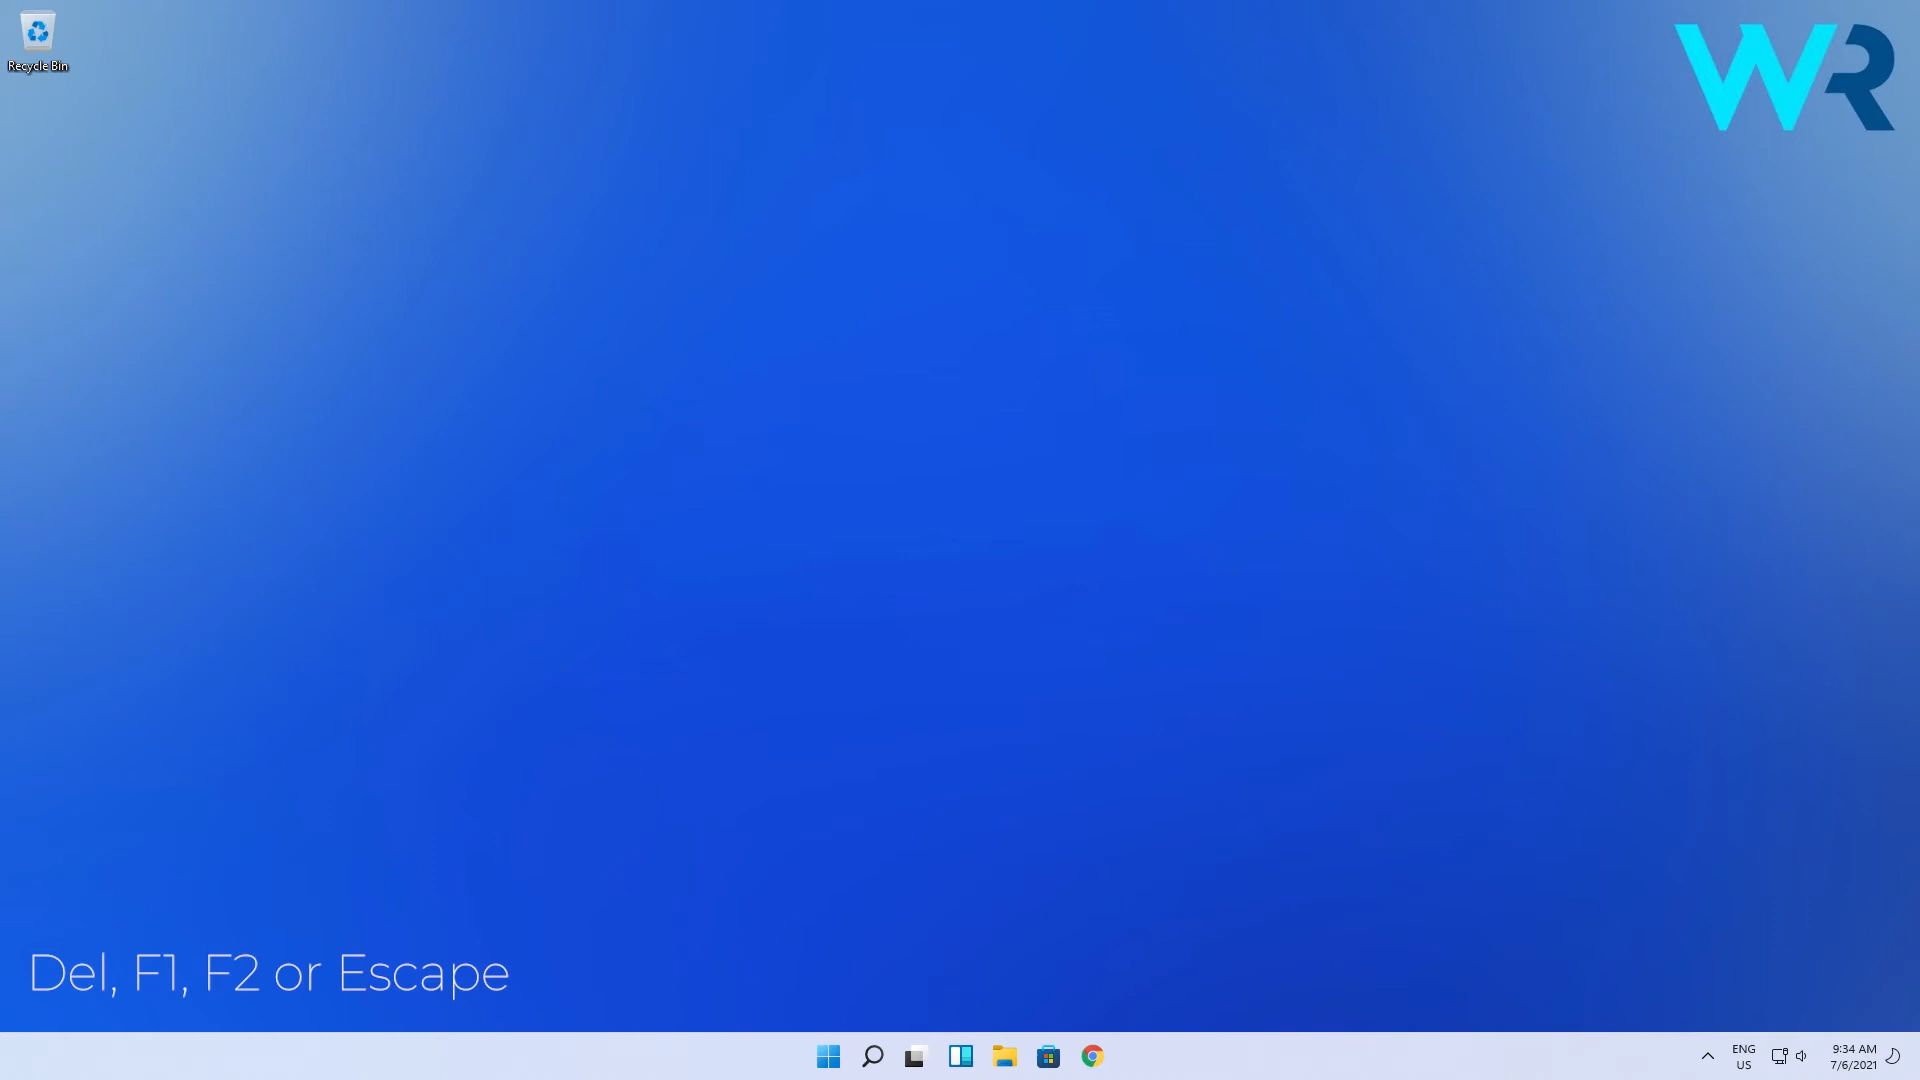 Recycle Bin
WR
Del, F1, F2 or Escape
ENG
US
9:34 AM
7/6/2021